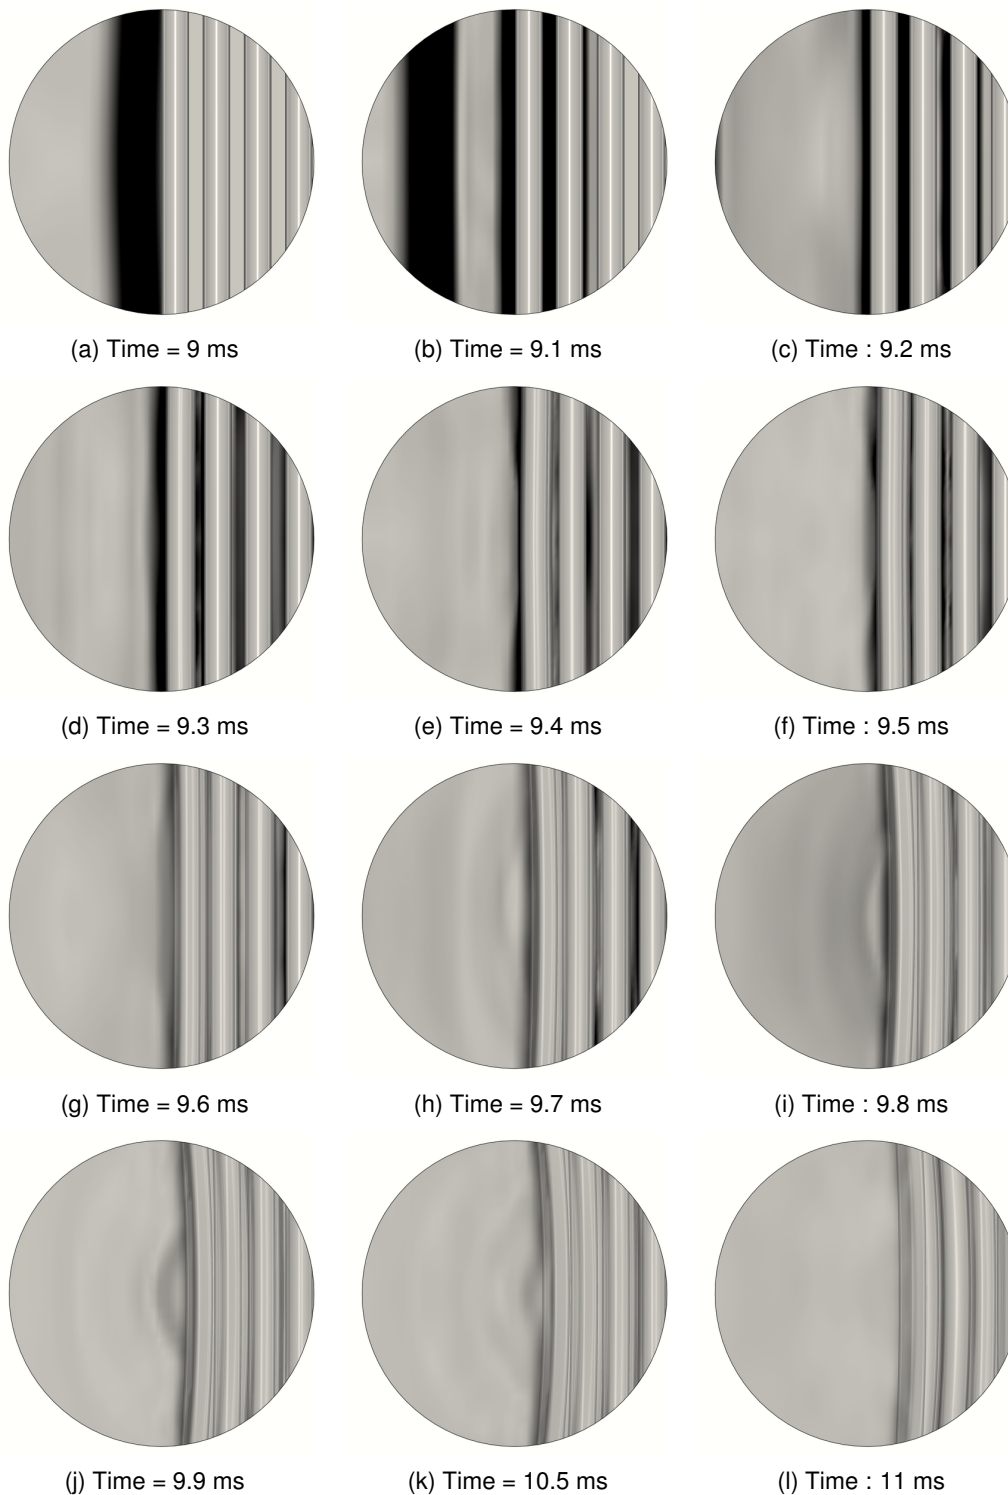 (a) Time = 9 ms
(b) Time = 9.1 ms
(c) Time : 9.2 ms
(d) Time = 9.3 ms
(e) Time = 9.4 ms
(f) Time : 9.5 ms
(g) Time = 9.6 ms
(h) Time = 9.7 ms
(i) Time : 9.8 ms
(j) Time = 9.9 ms
(k) Time = 10.5 ms
(l) Time : 11 ms